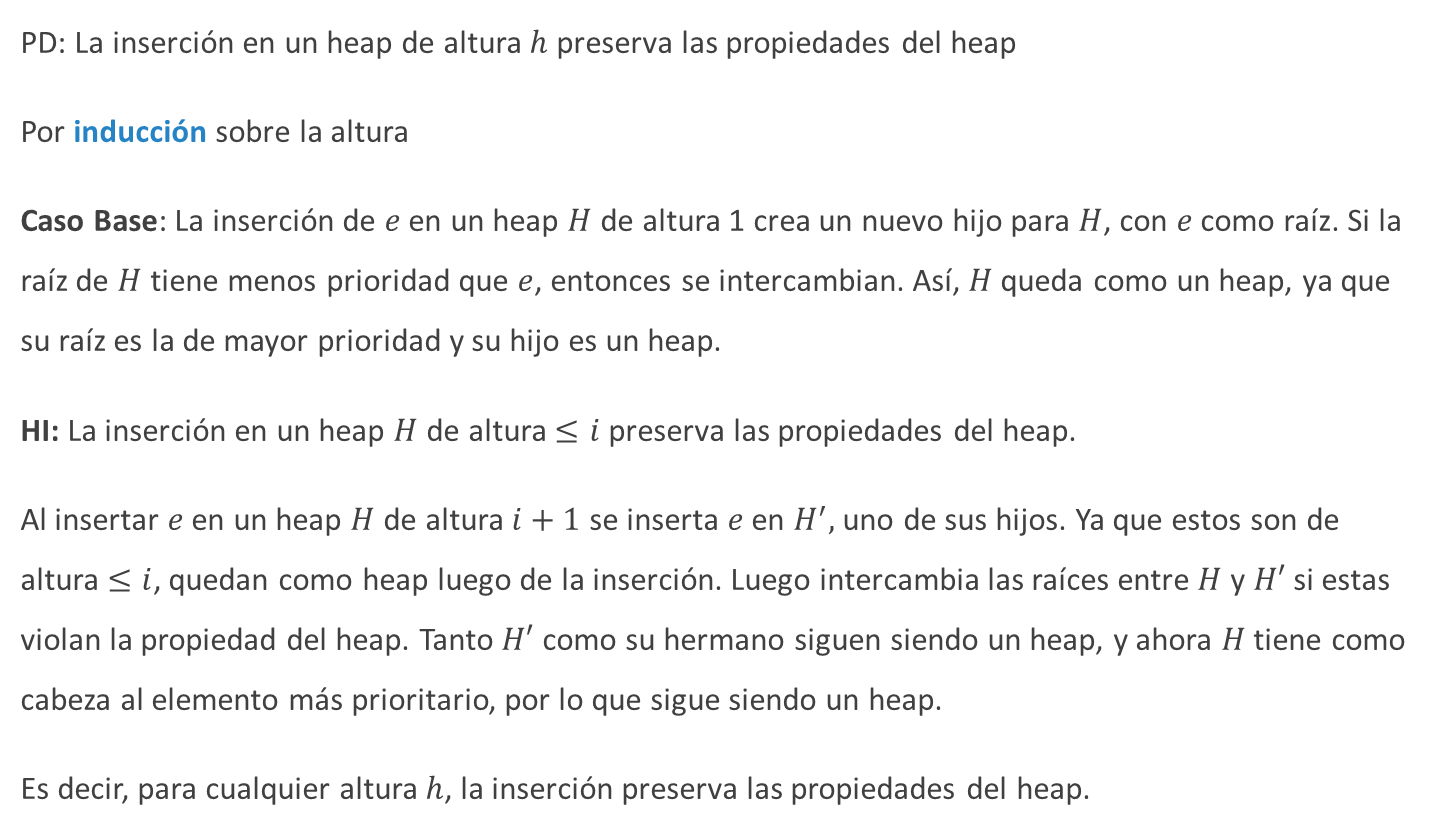 PD: La inserción en un heap de altura ℎ preserva las propiedades del heap
Por inducción sobre la altura
Caso Base: La inserción de 𝑒 en un heap 𝐻 de altura 1 crea un nuevo hijo para 𝐻, con 𝑒 como raíz. Si la
raíz de 𝐻 tiene menos prioridad que 𝑒, entonces se intercambian. Así, 𝐻 queda como un heap, ya que
su raíz es la de mayor prioridad y su hijo es un heap.
HI: La inserción en un heap 𝐻 de altura ≤ 𝑖 preserva las propiedades del heap.
Al insertar 𝑒 en un heap 𝐻 de altura 𝑖 + 1 se inserta 𝑒 en 𝐻′, uno de sus hijos. Ya que estos son de
altura ≤ 𝑖, quedan como heap luego de la inserción. Luego intercambia las raíces entre 𝐻 y 𝐻′ si estas
violan la propiedad del heap. Tanto 𝐻′ como su hermano siguen siendo un heap, y ahora 𝐻 tiene como
cabeza al elemento más prioritario, por lo que sigue siendo un heap.
Es decir, para cualquier altura ℎ, la inserción preserva las propiedades del heap.